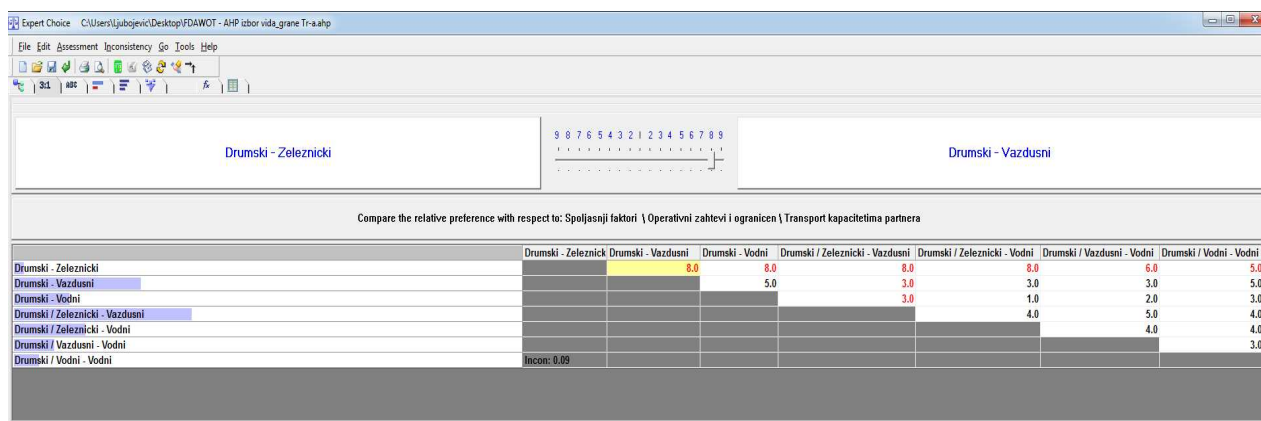 Expert Choice C:\Users\Ljubojevic\Desktop\FDAWOT - AHP izbor vida_grane Tr-a.ahp
File Edit Assessment Inconsistency Go Tools Help
3:1 ABC fx
9 8 7 6 5 4 3 2 1 2 3 4 5 6 7 8 9
Drumski - Zeleznicki Drumski - Vazdusni
Compare the relative preference with respect to: Spoljasnji faktori \ Operativni zahtevi i ogranicen \ Transport kapacitetima partnera
Drumski - Zeleznick Drumski - Vazdusni Drumski - Vodni Drumski / Zeleznicki - Vazdusni Drumski / Zeleznicki - Vodni Drumski / Vazdusni - Vodni Drumski / Vodni - Vodni
Drumski - Zeleznicki 8.0 8.0 8.0 8.0 6.0 5.0
Drumski - Vazdusni 5.0 3.0 3.0 3.0 5.0
Drumski - Vodni 3.0 1.0 2.0 3.0
Drumski / Zeleznicki - Vazdusni 4.0 5.0 4.0
Drumski / Zeleznicki - Vodni 4.0 4.0
Drumski / Vazdusni - Vodni 3.0
Drumski / Vodni - Vodni Incon: 0.09